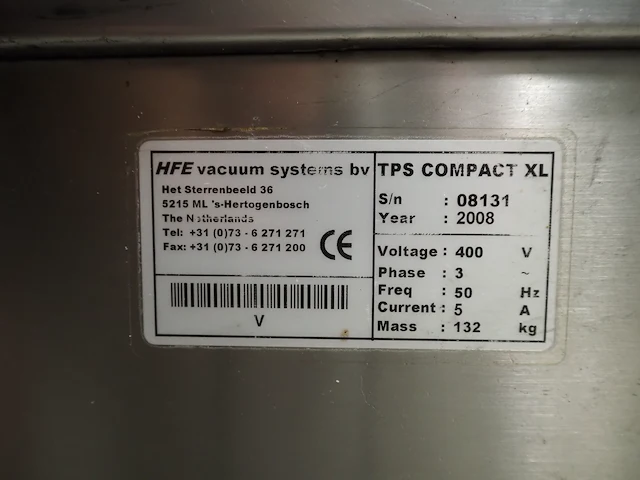 HFE vacuum systems bv
Het Sterrenbeeld 36
5215 ML 's-Hertogenbosch
The Netherlands
Tel: +31 (0)73 - 6 271 271
Fax: +31 (0)73 - 6 271 200
CE
V
TPS COMPACT XL
S/n : 08131
Year : 2008
Voltage : 400 V
Phase : 3 ~
Freq : 50 Hz
Current : 5 A
Mass : 132 kg